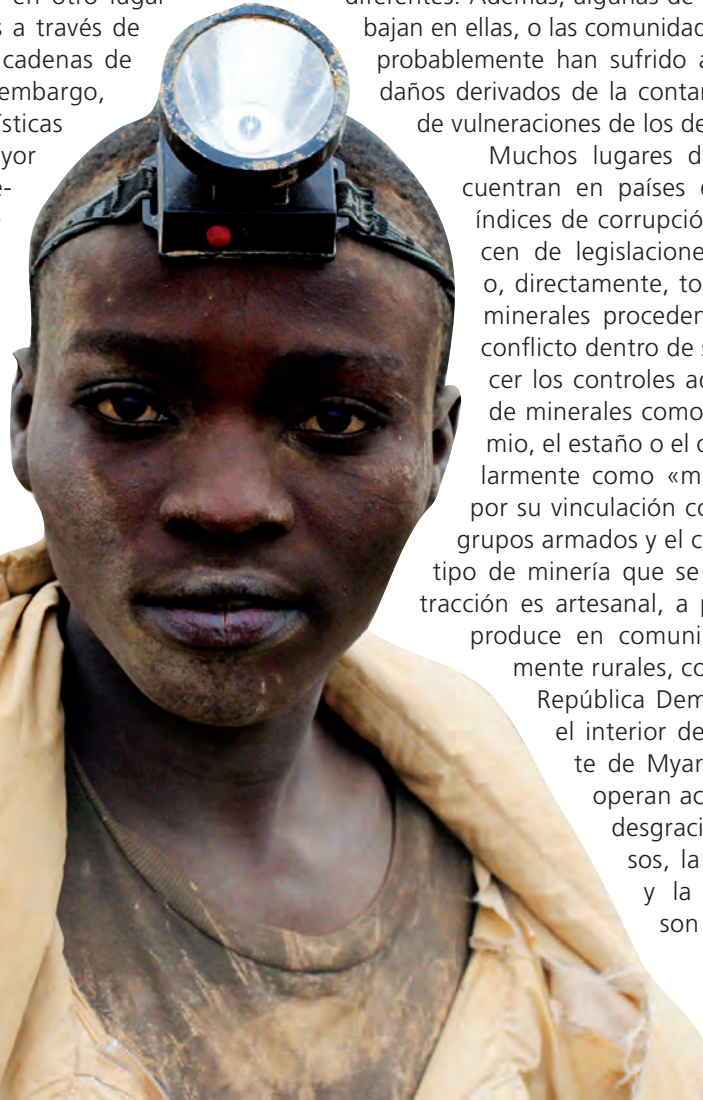 en otro lugar
s a través de
cadenas de
embargo,
ísticas
yor
e-
diferentes. Además, algunas de
bajan en ellas, o las comunidad
probablemente han sufrido a
daños derivados de la contar
de vulneraciones de los de
Muchos lugares d
cuentran en países c
índices de corrupció
cen de legislacione
o, directamente, to
minerales proceden
conflicto dentro de s
cer los controles ad
de minerales como
mio, el estaño o el c
larmente como «m
por su vinculación co
grupos armados y el c
tipo de minería que se
tracción es artesanal, a p
produce en comuni
mente rurales, co
República Dem
el interior de
te de Myar
operan ac
desgraci
sos, la
y la
son